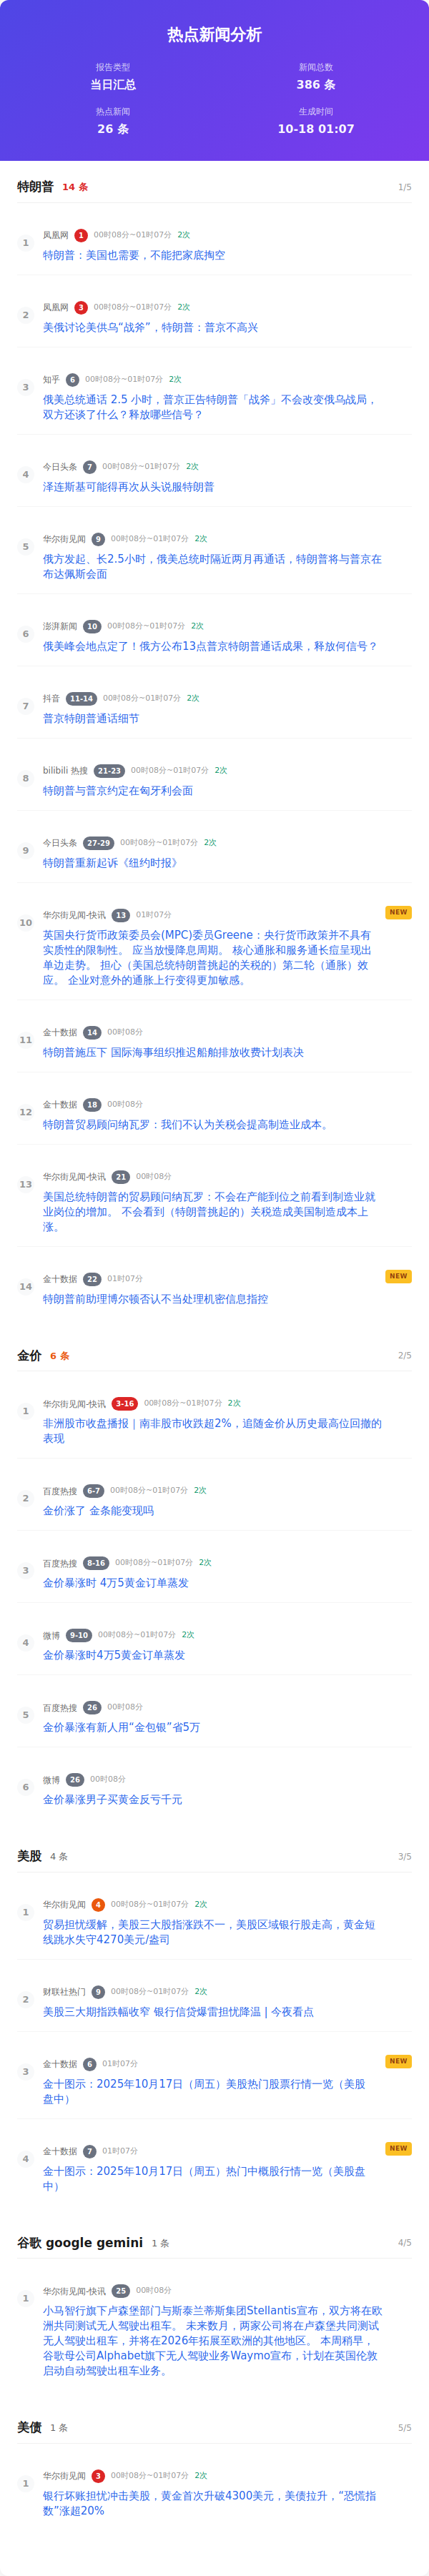 热点新闻分析
报告类型
当日汇总
新闻总数
386 条
热点新闻
26 条
生成时间
10-18 01:07
特朗普 14 条 1/5
1 凤凰网 1 00时08分~01时07分 2次
特朗普：美国也需要，不能把家底掏空
2 凤凰网 3 00时08分~01时07分 2次
美俄讨论美供乌“战斧”，特朗普：普京不高兴
3 知乎 6 00时08分~01时07分 2次
俄美总统通话 2.5 小时，普京正告特朗普「战斧」不会改变俄乌战局，
双方还谈了什么？释放哪些信号？
4 今日头条 7 00时08分~01时07分 2次
泽连斯基可能得再次从头说服特朗普
5 华尔街见闻 9 00时08分~01时07分 2次
俄方发起、长2.5小时，俄美总统时隔近两月再通话，特朗普将与普京在
布达佩斯会面
6 澎湃新闻 10 00时08分~01时07分 2次
俄美峰会地点定了！俄方公布13点普京特朗普通话成果，释放何信号？
7 抖音 11-14 00时08分~01时07分 2次
普京特朗普通话细节
8 bilibili 热搜 21-23 00时08分~01时07分 2次
特朗普与普京约定在匈牙利会面
9 今日头条 27-29 00时08分~01时07分 2次
特朗普重新起诉《纽约时报》
10 华尔街见闻-快讯 13 01时07分 NEW
英国央行货币政策委员会(MPC)委员Greene：央行货币政策并不具有
实质性的限制性。 应当放慢降息周期。 核心通胀和服务通长痘呈现出
单边走势。 担心（美国总统特朗普挑起的关税的）第二轮（通胀）效
应。 企业对意外的通胀上行变得更加敏感。
11 金十数据 14 00时08分
特朗普施压下 国际海事组织推迟船舶排放收费计划表决
12 金十数据 18 00时08分
特朗普贸易顾问纳瓦罗：我们不认为关税会提高制造业成本。
13 华尔街见闻-快讯 21 00时08分
美国总统特朗普的贸易顾问纳瓦罗：不会在产能到位之前看到制造业就
业岗位的增加。 不会看到（特朗普挑起的）关税造成美国制造成本上
涨。
14 金十数据 22 01时07分 NEW
特朗普前助理博尔顿否认不当处理机密信息指控
金价 6 条 2/5
1 华尔街见闻-快讯 3-16 00时08分~01时07分 2次
非洲股市收盘播报｜南非股市收跌超2%，追随金价从历史最高位回撤的
表现
2 百度热搜 6-7 00时08分~01时07分 2次
金价涨了 金条能变现吗
3 百度热搜 8-16 00时08分~01时07分 2次
金价暴涨时 4万5黄金订单蒸发
4 微博 9-10 00时08分~01时07分 2次
金价暴涨时4万5黄金订单蒸发
5 百度热搜 26 00时08分
金价暴涨有新人用“金包银”省5万
6 微博 26 00时08分
金价暴涨男子买黄金反亏千元
美股 4 条 3/5
1 华尔街见闻 4 00时08分~01时07分 2次
贸易担忧缓解，美股三大股指涨跌不一，美股区域银行股走高，黄金短
线跳水失守4270美元/盎司
2 财联社热门 9 00时08分~01时07分 2次
美股三大期指跌幅收窄 银行信贷爆雷担忧降温 | 今夜看点
3 金十数据 6 01时07分 NEW
金十图示：2025年10月17日（周五）美股热门股票行情一览（美股
盘中）
4 金十数据 7 01时07分 NEW
金十图示：2025年10月17日（周五）热门中概股行情一览（美股盘
中）
谷歌 google gemini 1 条 4/5
1 华尔街见闻-快讯 25 00时08分
小马智行旗下卢森堡部门与斯泰兰蒂斯集团Stellantis宣布，双方将在欧
洲共同测试无人驾驶出租车。 未来数月，两家公司将在卢森堡共同测试
无人驾驶出租车，并将在2026年拓展至欧洲的其他地区。 本周稍早，
谷歌母公司Alphabet旗下无人驾驶业务Waymo宣布，计划在英国伦敦
启动自动驾驶出租车业务。
美债 1 条 5/5
1 华尔街见闻 3 00时08分~01时07分 2次
银行坏账担忧冲击美股，黄金首次升破4300美元，美债拉升，“恐慌指
数”涨超20%